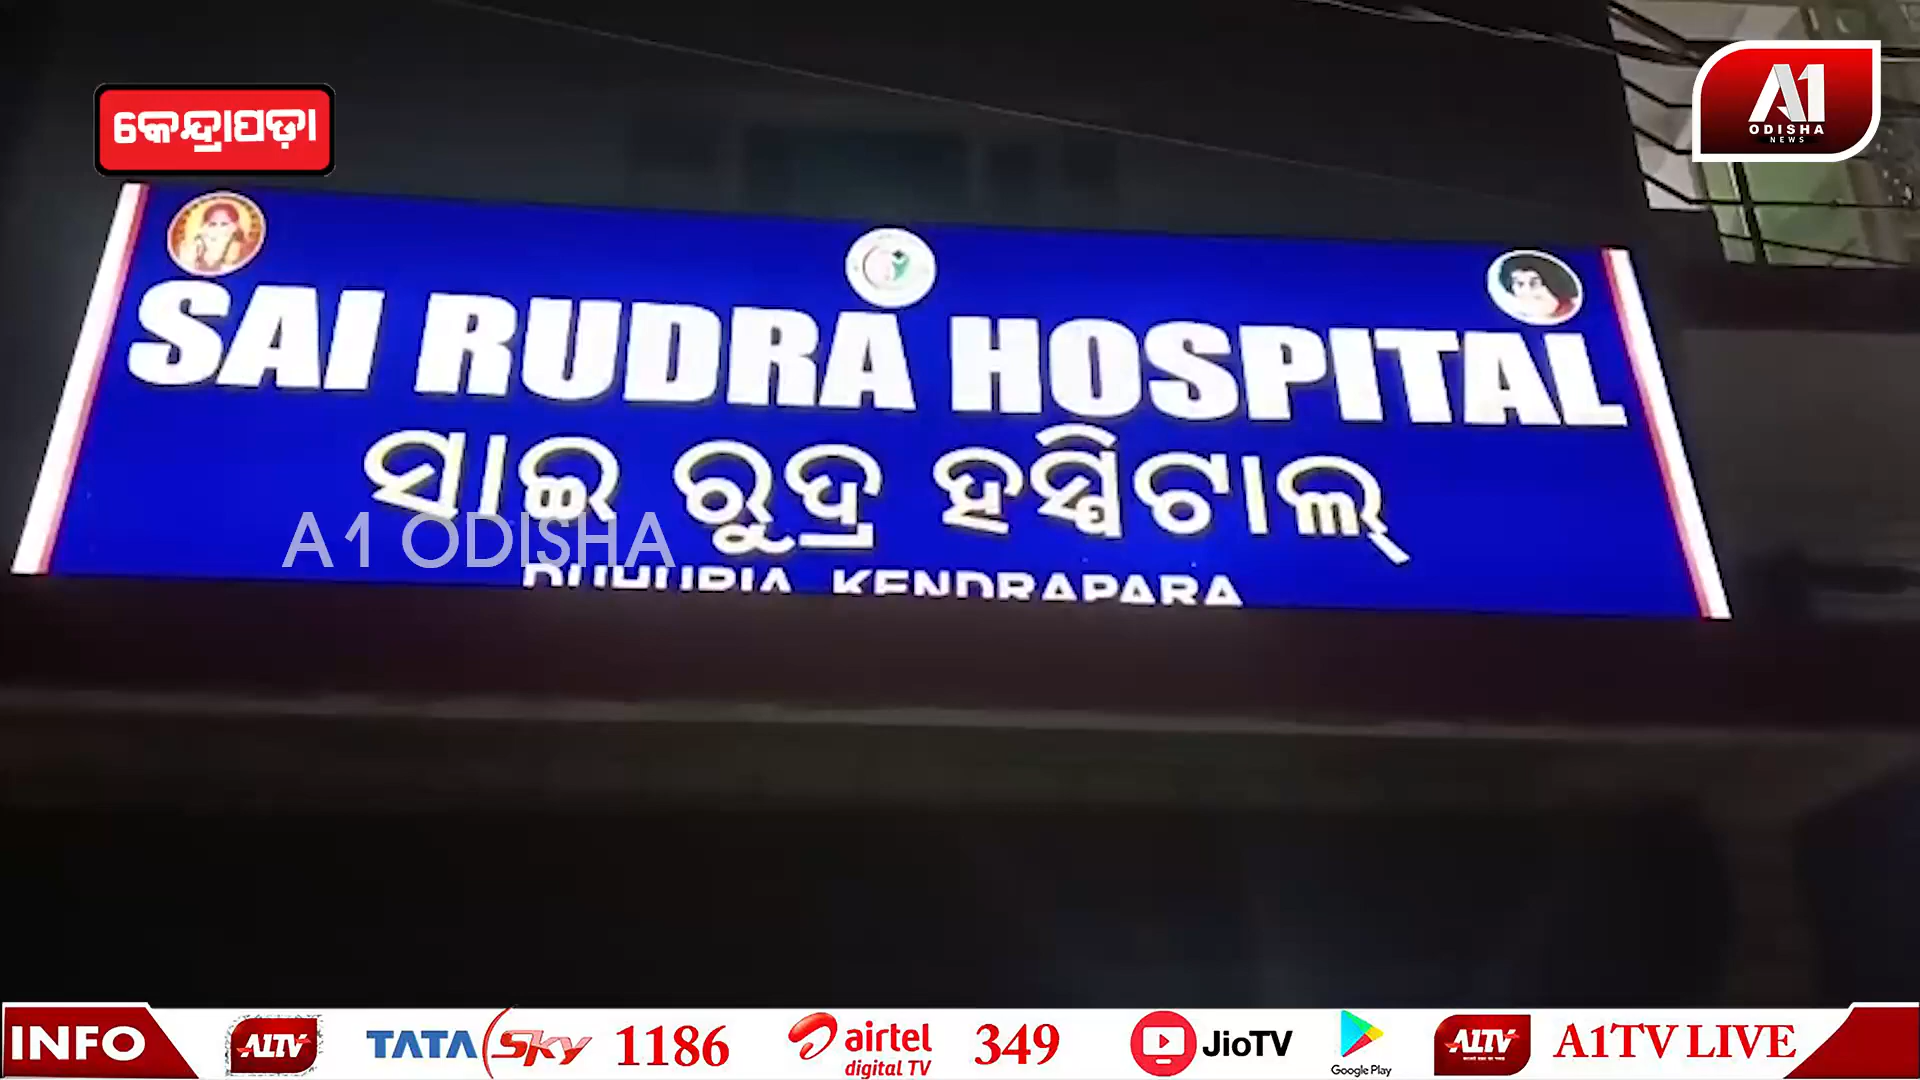 କେନ୍ଦ୍ରାପଡ଼ା
A1
ODISHA
NEWS
SAI RUDRA HOSPITAL
ସାଇ ରୁଦ୍ର ହସ୍ପିଟାଲ୍
A1 ODISHA
DUHURIA, KENDRAPARA
INFO
A1TV
TATA Sky 1186
airtel
digital TV
349
JioTV
Google Play
A1TV
A1TV LIVE